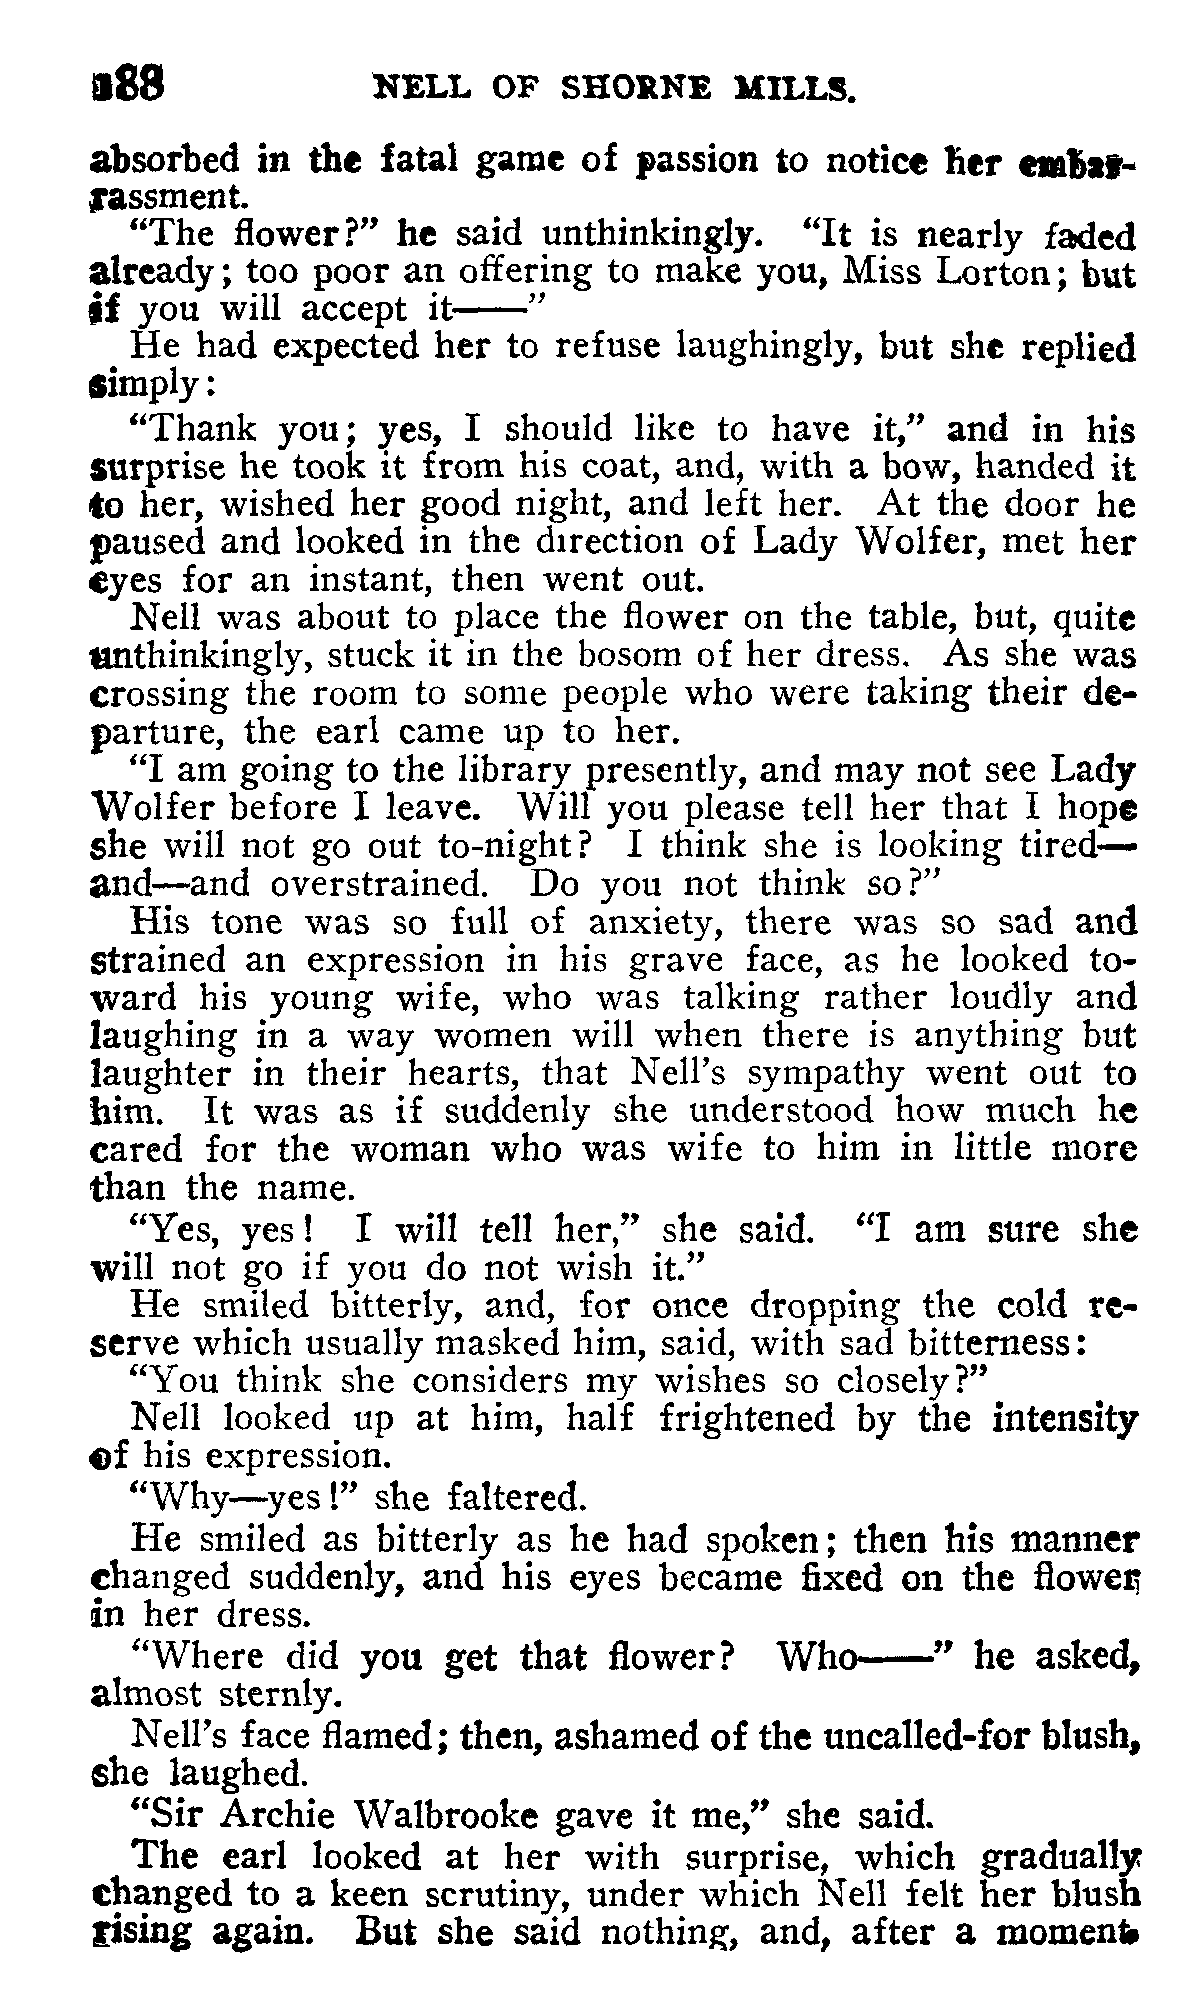 188 NELL OF SHORNE MILLS.
absorbed in the fatal game of passion to notice her embar-
rassment.
“The flower?” he said unthinkingly. “It is nearly faded
already; too poor an offering to make you, Miss Lorton; but
if you will accept it——”
He had expected her to refuse laughingly, but she replied
simply:
“Thank you; yes, I should like to have it,” and in his
surprise he took it from his coat, and, with a bow, handed it
to her, wished her good night, and left her. At the door he
paused and looked in the direction of Lady Wolfer, met her
eyes for an instant, then went out.
Nell was about to place the flower on the table, but, quite
unthinkingly, stuck it in the bosom of her dress. As she was
crossing the room to some people who were taking their de-
parture, the earl came up to her.
“I am going to the library presently, and may not see Lady
Wolfer before I leave. Will you please tell her that I hope
she will not go out to-night? I think she is looking tired—
and—and overstrained. Do you not think so?”
His tone was so full of anxiety, there was so sad and
strained an expression in his grave face, as he looked to-
ward his young wife, who was talking rather loudly and
laughing in a way women will when there is anything but
laughter in their hearts, that Nell’s sympathy went out to
him. It was as if suddenly she understood how much he
cared for the woman who was wife to him in little more
than the name.
“Yes, yes! I will tell her,” she said. “I am sure she
will not go if you do not wish it.”
He smiled bitterly, and, for once dropping the cold re-
serve which usually masked him, said, with sad bitterness:
“You think she considers my wishes so closely?”
Nell looked up at him, half frightened by the intensity
of his expression.
“Why—yes!” she faltered.
He smiled as bitterly as he had spoken; then his manner
changed suddenly, and his eyes became fixed on the flower
in her dress.
“Where did you get that flower? Who——” he asked,
almost sternly.
Nell’s face flamed; then, ashamed of the uncalled-for blush,
she laughed.
“Sir Archie Walbrooke gave it me,” she said.
The earl looked at her with surprise, which gradually
changed to a keen scrutiny, under which Nell felt her blush
rising again. But she said nothing, and, after a moment